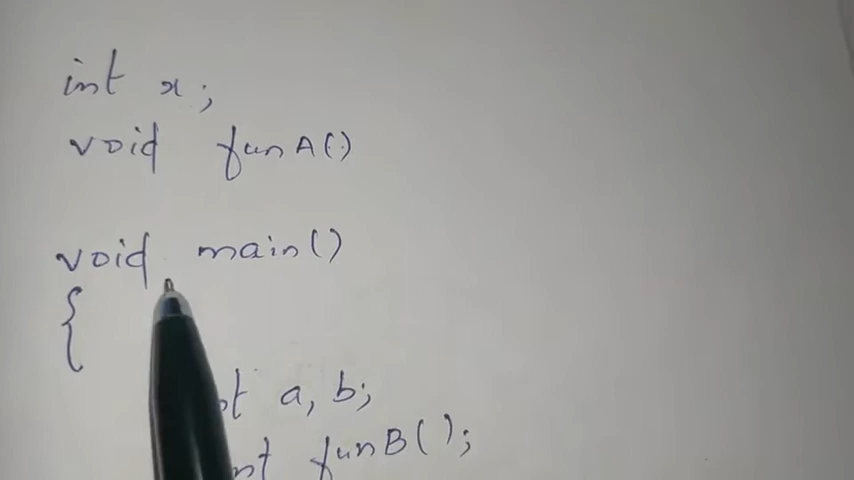 int x;
void funA()
void main()
{
a, b;
funB();